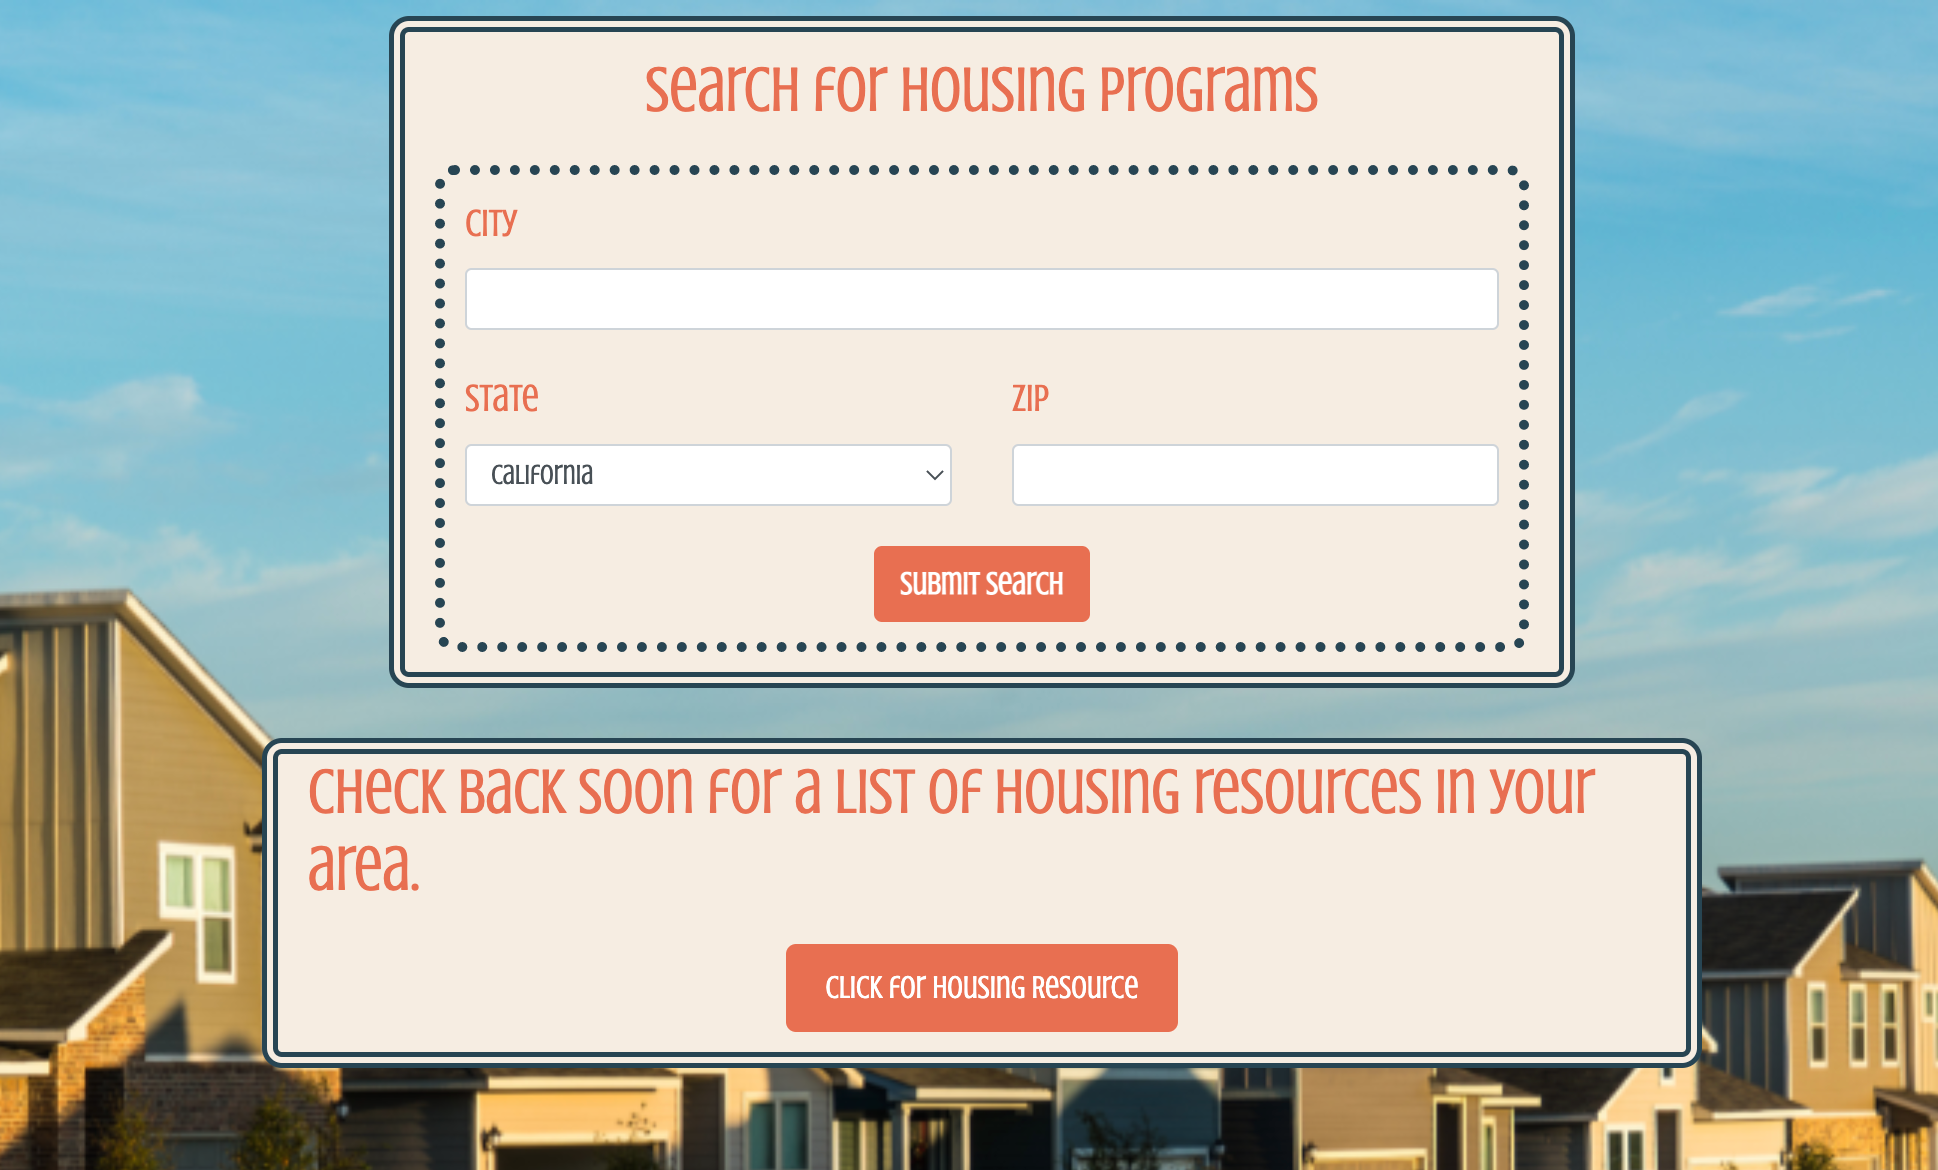 Search for Housing Programs
City
State
Zip
California
Submit Search
Check back soon for a list of housing resources in your
area.
Click for Housing Resource